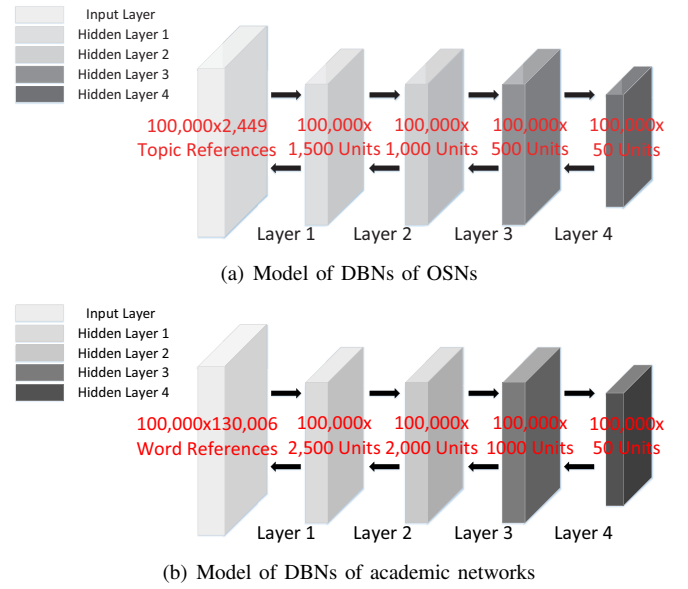 Input Layer
Hidden Layer 1
Hidden Layer 2
Hidden Layer 3
Hidden Layer 4
100,000x2,449 100,000x 100,000x 100,000x 100,000x
Topic References 1,500 Units 1,000 Units 500 Units 50 Units
Layer 1 Layer 2 Layer 3 Layer 4
(a) Model of DBNs of OSNs
Input Layer
Hidden Layer 1
Hidden Layer 2
Hidden Layer 3
Hidden Layer 4
100,000x130,006 100,000x 100,000x 100,000x 100,000x
Word References 2,500 Units 2,000 Units 1000 Units 50 Units
Layer 1 Layer 2 Layer 3 Layer 4
(b) Model of DBNs of academic networks